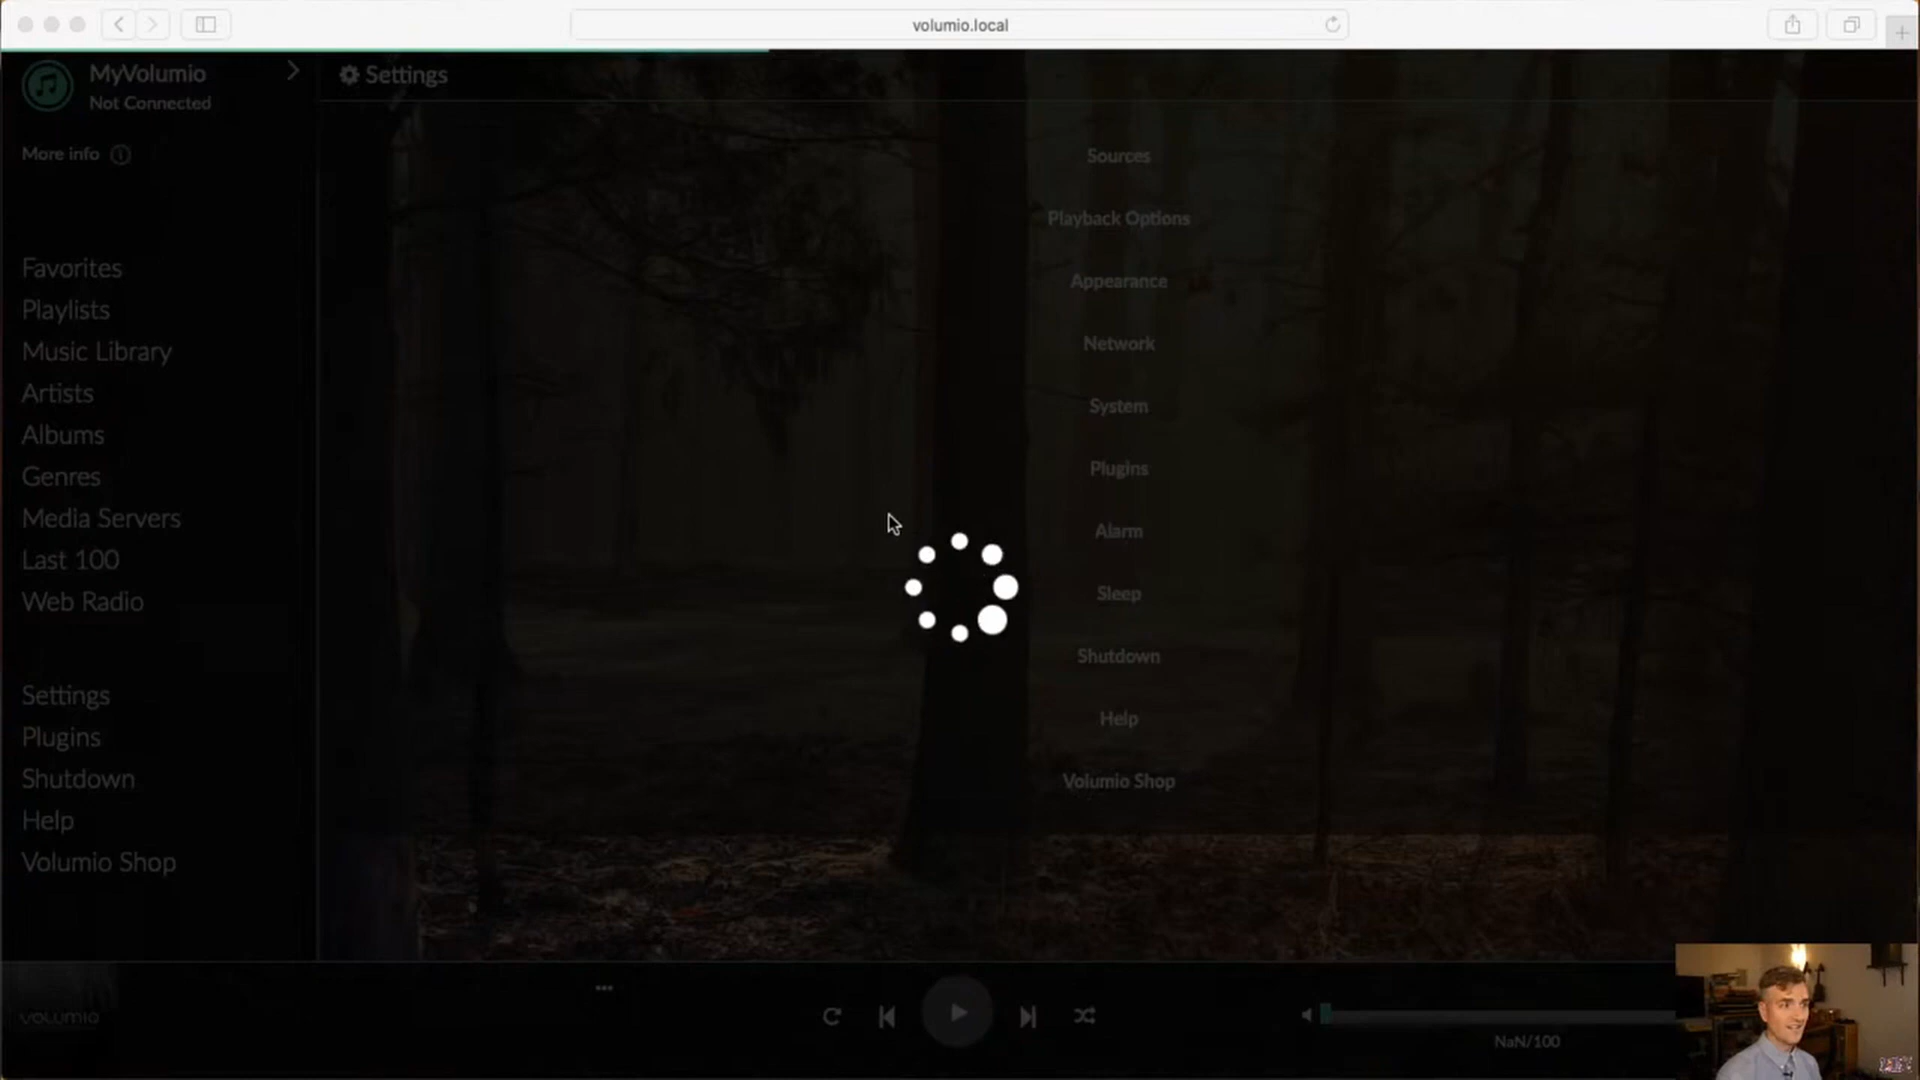 volumio.local
MyVolumio
Not Connected
More info
Favorites
Playlists
Music Library
Artists
Albums
Genres
Media Servers
Last 100
Web Radio
Settings
Plugins
Shutdown
Help
Volumio Shop
Settings
Sources
Playback Options
Appearance
Network
System
Plugins
Alarm
Sleep
Shutdown
Help
Volumio Shop
volumio
NaN/100